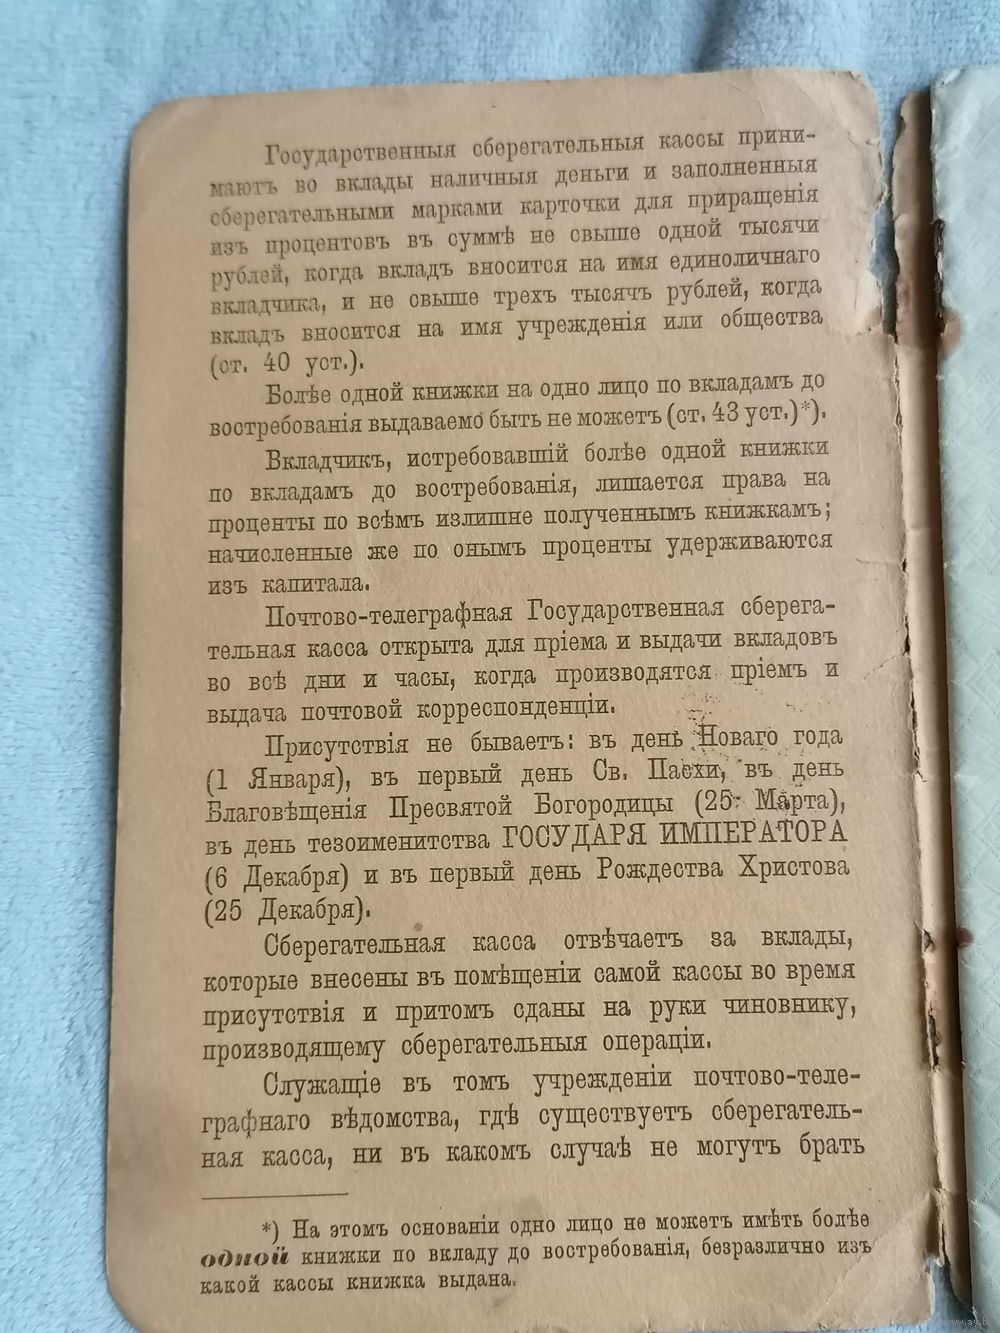 Государственныя сберегательныя кассы прини-
маютъ во вклады наличныя деньги и заполненныя
сберегательными марками карточки для приращенія
изъ процентовъ въ суммѣ не свыше одной тысячи
рублей, когда вкладъ вносится на имя единоличнаго
вкладчика, и не свыше трехъ тысячъ рублей, когда
вкладъ вносится на имя учрежденія или общества
(ст. 40 уст.).
Болѣе одной книжки на одно лицо по вкладамъ до
востребованія выдаваемо быть не можетъ (ст. 43 уст.)*).
Вкладчикъ, истребовавшій болѣе одной книжки
по вкладамъ до востребованія, лишается права на
проценты по всѣмъ излишне полученнымъ книжкамъ;
начисленные же по онымъ проценты удерживаются
изъ капитала.
Почтово-телеграфная Государственная сберега-
тельная касса открыта для пріема и выдачи вкладовъ
во всѣ дни и часы, когда производятся пріемъ и
выдача почтовой корреспонденціи.
Присутствія не бываетъ: въ день Новаго года
(1 Января), въ первый день Св. Пасхи, въ день
Благовѣщенія Пресвятой Богородицы (25 Марта),
въ день тезоименитства ГОСУДАРЯ ИМПЕРАТОРА
(6 Декабря) и въ первый день Рождества Христова
(25 Декабря).
Сберегательная касса отвѣчаетъ за вклады,
которые внесены въ помѣщеніи самой кассы во время
присутствія и притомъ сданы на руки чиновнику,
производящему сберегательныя операціи.
Служащіе въ томъ учрежденіи почтово-теле-
графнаго вѣдомства, гдѣ существуетъ сберегатель-
ная касса, ни въ какомъ случаѣ не могутъ брать
*) На этомъ основаніи одно лицо не можетъ имѣть болѣе
одной книжки по вкладу до востребованія, безразлично изъ
какой кассы книжка выдана.